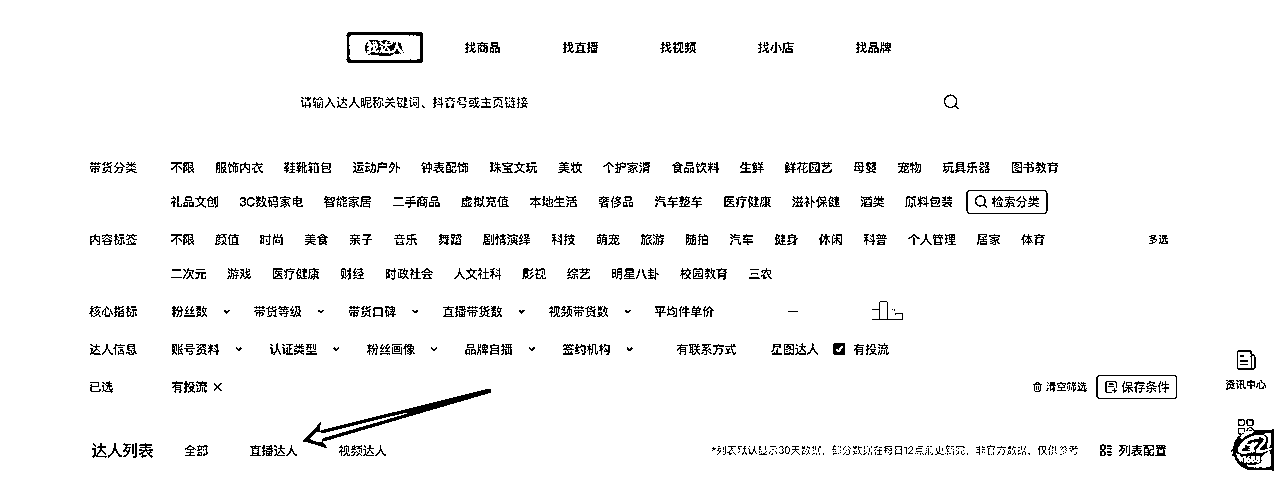 找达人 找商品 找直播 找视频 找小店 找品牌
请输入达人昵称关键词、抖音号或主页链接
带货分类 不限 服饰内衣 鞋靴箱包 运动户外 钟表配饰 珠宝文玩 美妆 个护家清 食品饮料 生鲜 鲜花园艺 母婴 宠物 玩具乐器 图书教育
礼品文创 3C数码家电 智能家居 二手商品 虚拟充值 本地生活 奢侈品 汽车整车 医疗健康 滋补保健 酒类 原料包装 检索分类
内容标签 不限 颜值 时尚 美食 亲子 音乐 舞蹈 剧情演绎 科技 萌宠 旅游 随拍 汽车 健身 休闲 科普 个人管理 居家 体育 多选
二次元 游戏 医疗健康 财经 时政社会 人文社科 影视 综艺 明星八卦 校园教育 三农
核心指标 粉丝数 带货等级 带货口碑 直播带货数 视频带货数 平均件单价 —
达人信息 账号资料 认证类型 粉丝画像 品牌自播 签约机构 有联系方式 星图达人 有投流
资讯中心
已选 有投流 × 清空筛选 保存条件
达人列表 全部 直播达人 视频达人 *列表默认显示30天数据，部分数据在每日12点前更新完，非官方数据，仅供参考 列表配置
1688